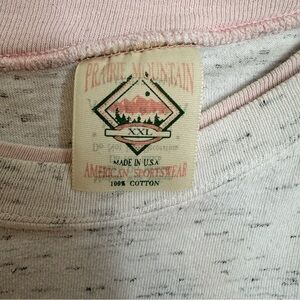 PRAIRIE MOUNTAIN
XXL
MADE IN U.S.A
AMERICAN SPORTSWEAR
100% COTTON